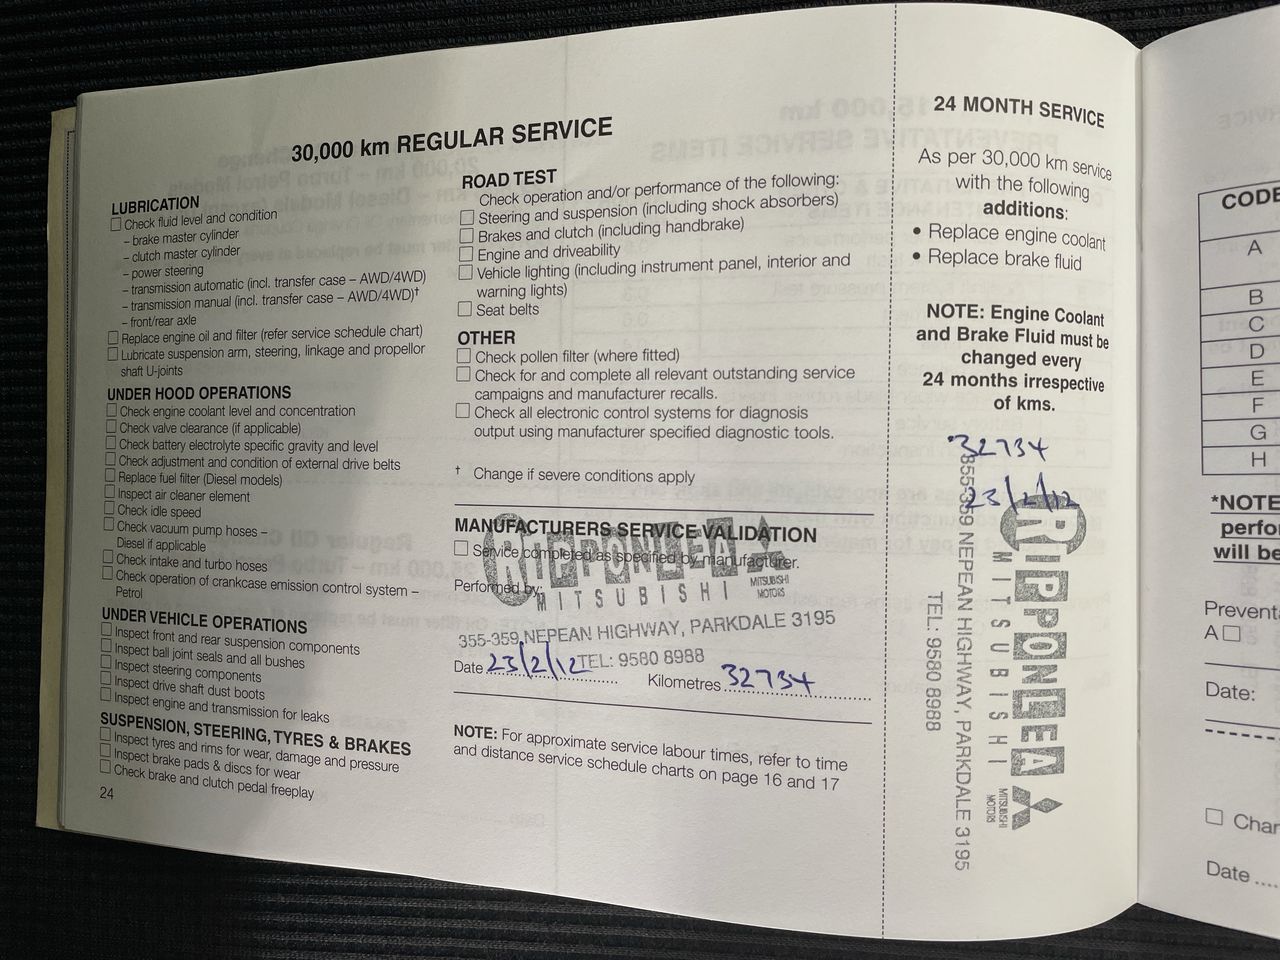 30,000 km REGULAR SERVICE
LUBRICATION
Check fluid level and condition
– brake master cylinder
– clutch master cylinder
– power steering
– transmission automatic (incl. transfer case – AWD/4WD)
– transmission manual (incl. transfer case – AWD/4WD)†
– front/rear axle
Replace engine oil and filter (refer service schedule chart)
Lubricate suspension arm, steering, linkage and propellor
shaft U-joints
UNDER HOOD OPERATIONS
Check engine coolant level and concentration
Check valve clearance (if applicable)
Check battery electrolyte specific gravity and level
Check adjustment and condition of external drive belts
Replace fuel filter (Diesel models)
Inspect air cleaner element
Check idle speed
Check vacuum pump hoses –
Diesel if applicable
Check intake and turbo hoses
Check operation of crankcase emission control system –
Petrol
UNDER VEHICLE OPERATIONS
Inspect front and rear suspension components
Inspect ball joint seals and all bushes
Inspect steering components
Inspect drive shaft dust boots
Inspect engine and transmission for leaks
SUSPENSION, STEERING, TYRES & BRAKES
Inspect tyres and rims for wear, damage and pressure
Inspect brake pads & discs for wear
Check brake and clutch pedal freeplay
24
ROAD TEST
Check operation and/or performance of the following:
Steering and suspension (including shock absorbers)
Brakes and clutch (including handbrake)
Engine and driveability
Vehicle lighting (including instrument panel, interior and
warning lights)
Seat belts
OTHER
Check pollen filter (where fitted)
Check for and complete all relevant outstanding service
campaigns and manufacturer recalls.
Check all electronic control systems for diagnosis
output using manufacturer specified diagnostic tools.
† Change if severe conditions apply
MANUFACTURERS SERVICE VALIDATION
Service completed as specified by manufacturer.
Performed by:
RIPPONLEA
MITSUBISHI
MITSUBISHI
MOTORS
355-359 NEPEAN HIGHWAY, PARKDALE 3195
TEL: 9580 8988
Date 23/2/12
Kilometres 32734
NOTE: For approximate service labour times, refer to time
and distance service schedule charts on page 16 and 17
24 MONTH SERVICE
As per 30,000 km service
with the following
additions:
• Replace engine coolant
• Replace brake fluid
NOTE: Engine Coolant
and Brake Fluid must be
changed every
24 months irrespective
of kms.
32734
23/2/12
RIPPONLEA
MITSUBISHI
MITSUBISHI
MOTORS
355-359 NEPEAN HIGHWAY, PARKDALE 3195
TEL: 9580 8988
CODE
A
B
C
D
E
F
G
H
*NOTE
perfo
will be
Prevent
A
Date:
Char
Date ....